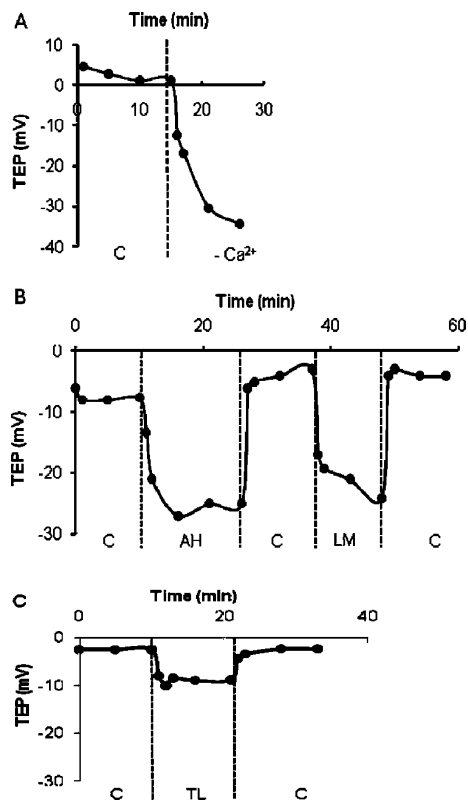 A
Time (min)
10
0
-10
-20
-30
-40
0 10 20 30
TEP (mV)
C - Ca²⁺
B
Time (min)
0 20 40 60
0
-10
-20
-30
TEP (mV)
C AH C LM C
C
Time (min)
0 20 40
0
-10
-20
-30
TEP (mV)
C TL C